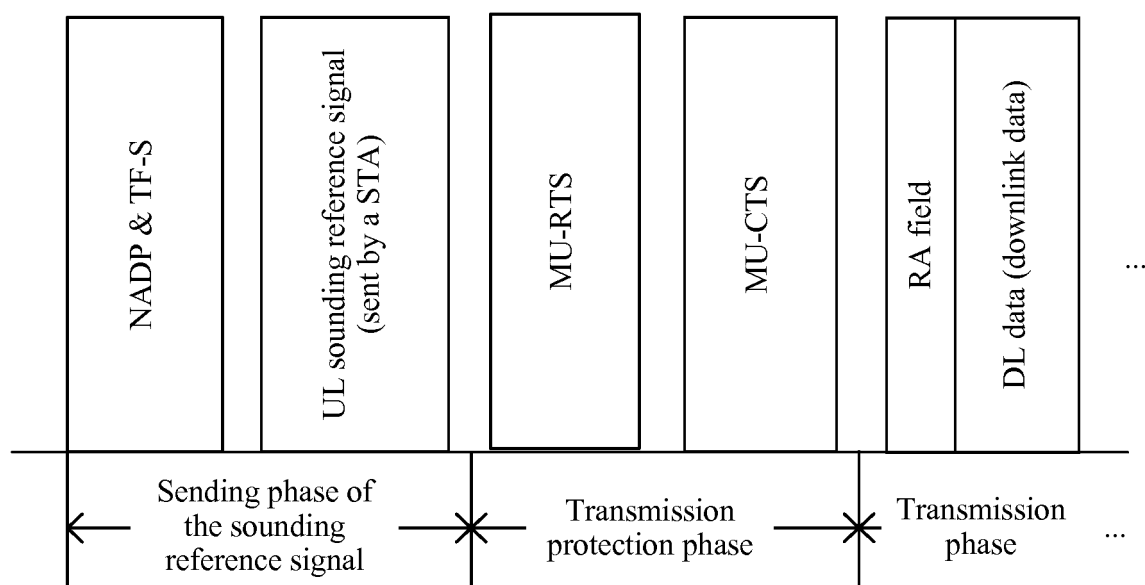 NADP & TF-S
UL sounding reference signal
(sent by a STA)
MU-RTS
MU-CTS
RA field
DL data (downlink data)
...
Sending phase of
the sounding
reference signal
Transmission
protection phase
Transmission
phase
...